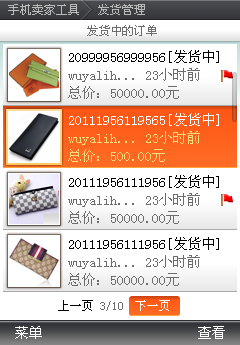 手机卖家工具 发货管理
发货中的订单
20999956999956[发货中]
wuyalih... 23小时前
总价: 50000.00元
20111956119565[发货中]
wuyalih... 23小时前
总价: 500.00元
20111956111956[发货中]
wuyalih... 23小时前
总价: 50000.00元
20111956111956[发货中]
wuyalih... 23小时前
总价: 50000.00元
上一页 3/10 下一页
菜单 查看